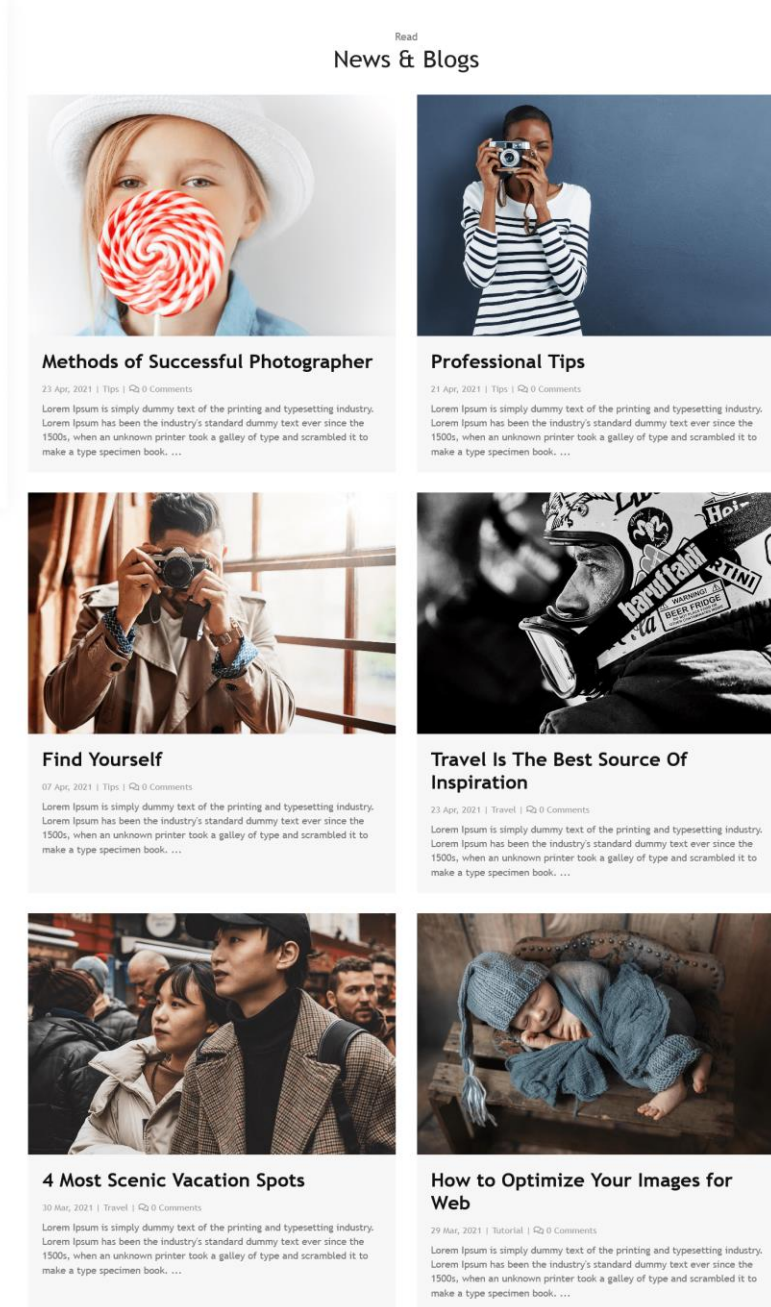 Read
News & Blogs
Methods of Successful Photographer
23 Apr, 2021 | Tips | 0 Comments
Lorem Ipsum is simply dummy text of the printing and typesetting industry.
Lorem Ipsum has been the industry's standard dummy text ever since the
1500s, when an unknown printer took a galley of type and scrambled it to
make a type specimen book. ...
Professional Tips
21 Apr, 2021 | Tips | 0 Comments
Lorem Ipsum is simply dummy text of the printing and typesetting industry.
Lorem Ipsum has been the industry's standard dummy text ever since the
1500s, when an unknown printer took a galley of type and scrambled it to
make a type specimen book. ...
Find Yourself
07 Apr, 2021 | Tips | 0 Comments
Lorem Ipsum is simply dummy text of the printing and typesetting industry.
Lorem Ipsum has been the industry's standard dummy text ever since the
1500s, when an unknown printer took a galley of type and scrambled it to
make a type specimen book. ...
Hei-
baruffaldi
RTINI
WARNING!
BEER FRIDGE
Travel Is The Best Source Of
Inspiration
23 Apr, 2021 | Travel | 0 Comments
Lorem Ipsum is simply dummy text of the printing and typesetting industry.
Lorem Ipsum has been the industry's standard dummy text ever since the
1500s, when an unknown printer took a galley of type and scrambled it to
make a type specimen book. ...
4 Most Scenic Vacation Spots
30 Mar, 2021 | Travel | 0 Comments
Lorem Ipsum is simply dummy text of the printing and typesetting industry.
Lorem Ipsum has been the industry's standard dummy text ever since the
1500s, when an unknown printer took a galley of type and scrambled it to
make a type specimen book. ...
How to Optimize Your Images for
Web
29 Mar, 2021 | Tutorial | 0 Comments
Lorem Ipsum is simply dummy text of the printing and typesetting industry.
Lorem Ipsum has been the industry's standard dummy text ever since the
1500s, when an unknown printer took a galley of type and scrambled it to
make a type specimen book. ...